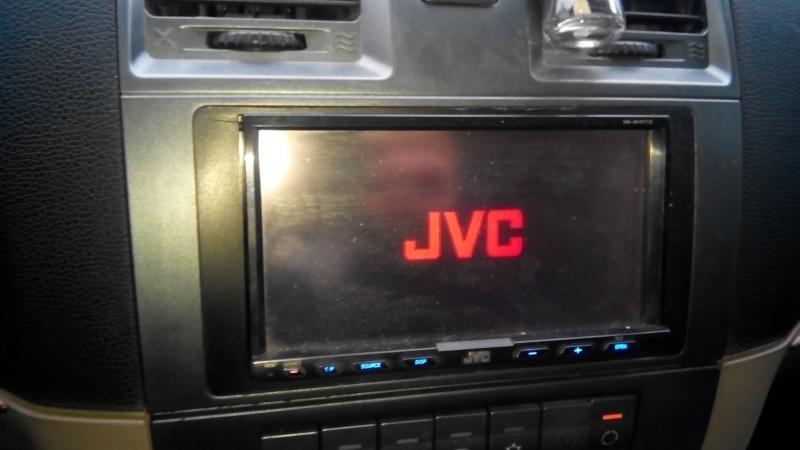 JVC
T/P SOURCE DISP JVC − + OPEN